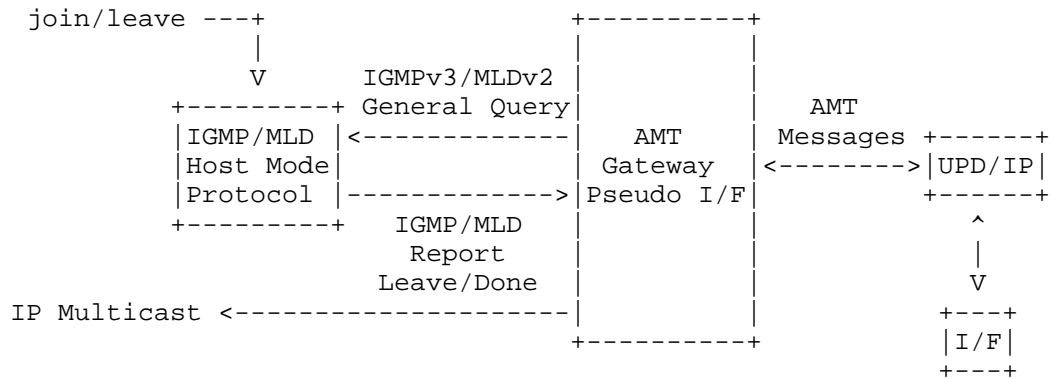 join/leave ---+ +----------+
| | |
V IGMPv3/MLDv2 | |
+---------+ General Query| | AMT
|IGMP/MLD |<-------------| AMT | Messages +------+
|Host Mode| | Gateway |<-------->|UPD/IP|
|Protocol |------------->|Pseudo I/F| +------+
+---------+ IGMP/MLD | | ^
Report | | |
Leave/Done | | V
IP Multicast <---------------------| | +---+
+----------+ |I/F|
+---+